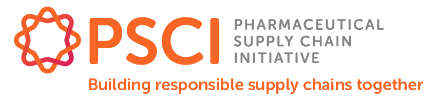 PSCI
PHARMACEUTICAL
SUPPLY CHAIN
INITIATIVE
Building responsible supply chains together